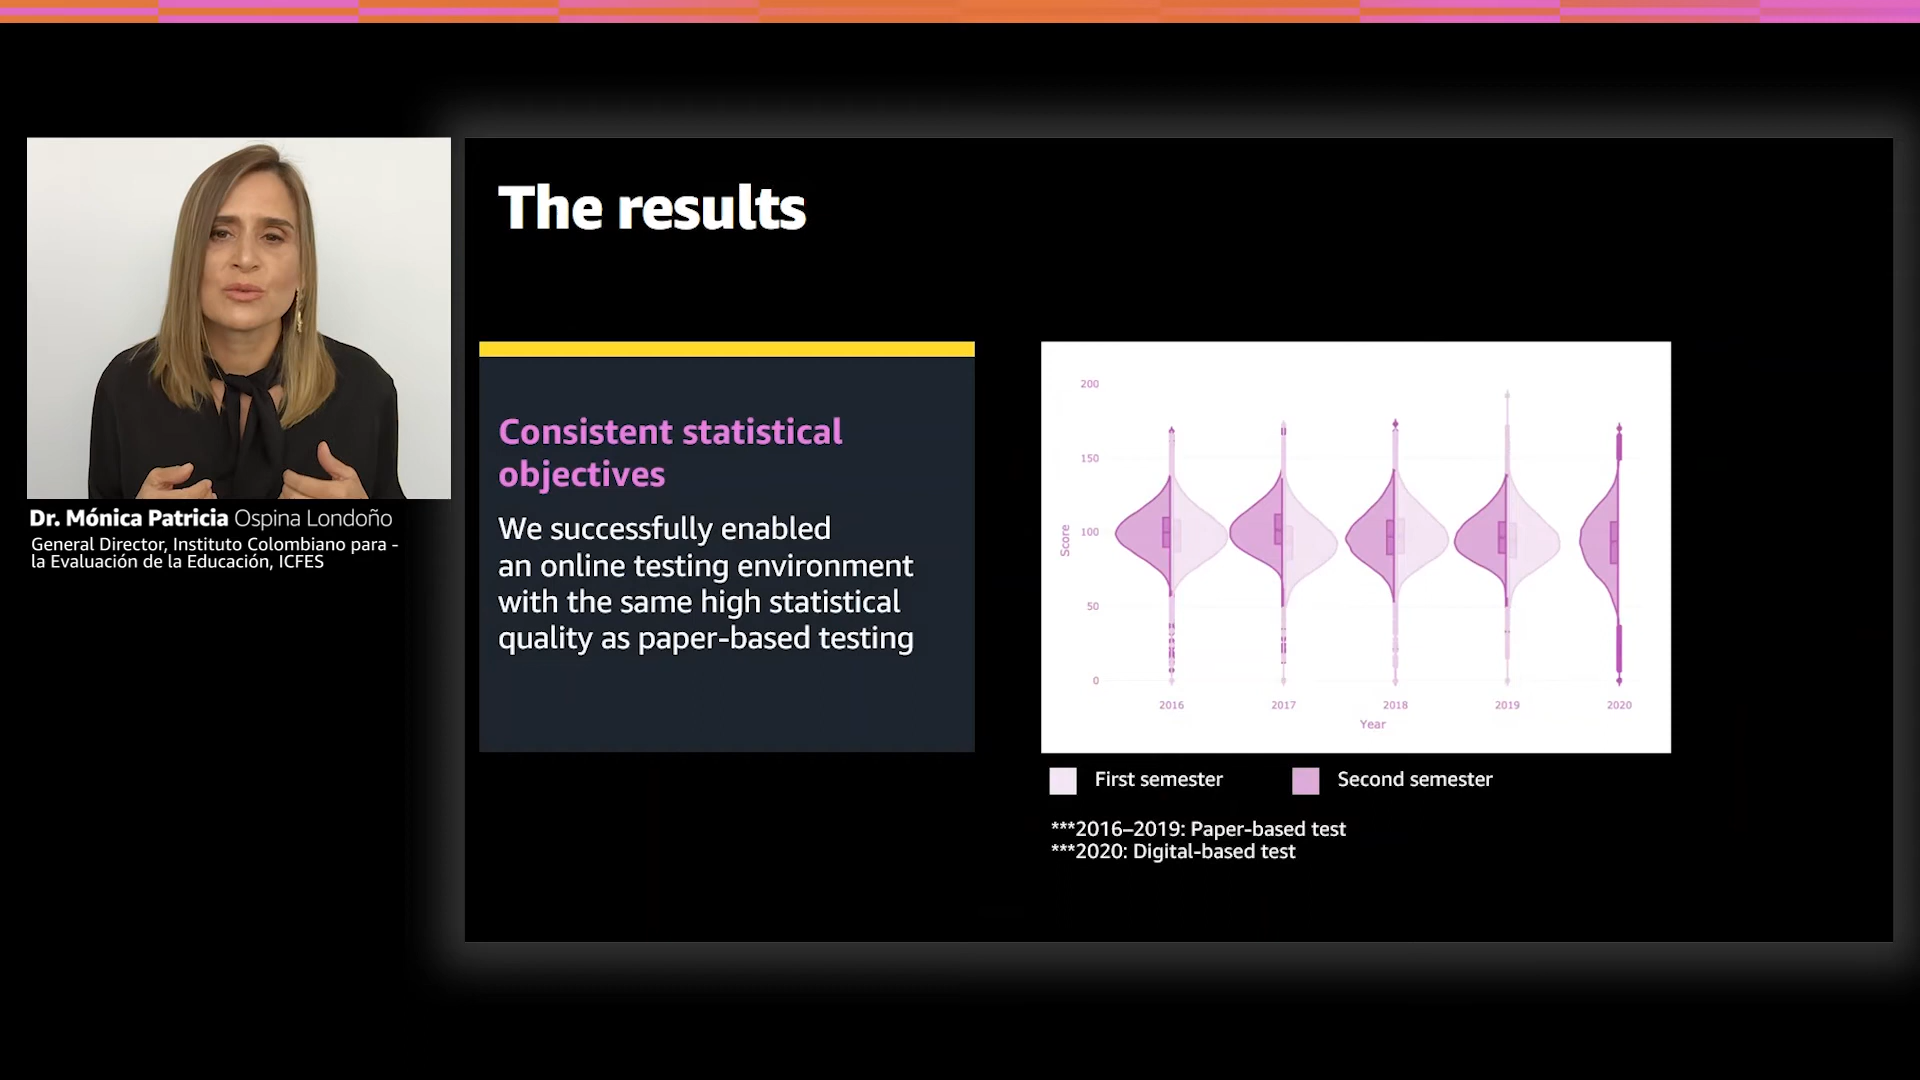 The results
Dr. Mónica Patricia Ospina Londoño
General Director, Instituto Colombiano para -
la Evaluación de la Educación, ICFES
Consistent statistical
objectives
We successfully enabled
an online testing environment
with the same high statistical
quality as paper-based testing
200
150
100
50
0
Score
2016
2017
2018
2019
2020
Year
First semester
Second semester
***2016–2019: Paper-based test
***2020: Digital-based test